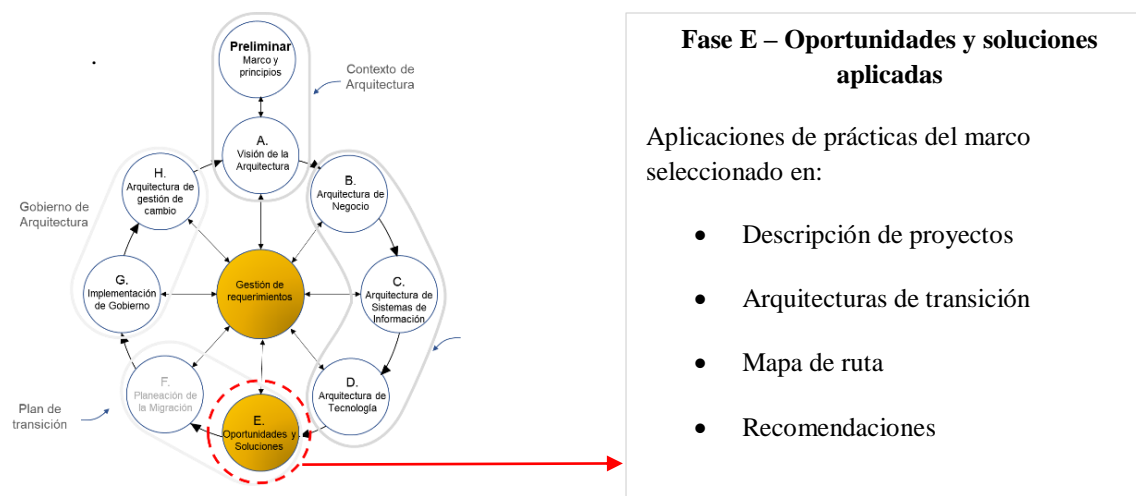 Preliminar
Marco y
principios
Contexto de
Arquitectura
A.
Visión de la
Arquitectura
B.
Arquitectura de
Negocio
H.
Arquitectura de
gestión de
cambio
Gobierno de
Arquitectura
G.
Implementación
de Gobierno
Gestión de
requerimientos
C.
Arquitectura de
Sistemas de
Información
F.
Planeación de
la Migración
D.
Arquitectura de
Tecnología
E.
Oportunidades y
Soluciones
Plan de
transición
Fase E – Oportunidades y soluciones
aplicadas
Aplicaciones de prácticas del marco
seleccionado en:
• Descripción de proyectos
• Arquitecturas de transición
• Mapa de ruta
• Recomendaciones